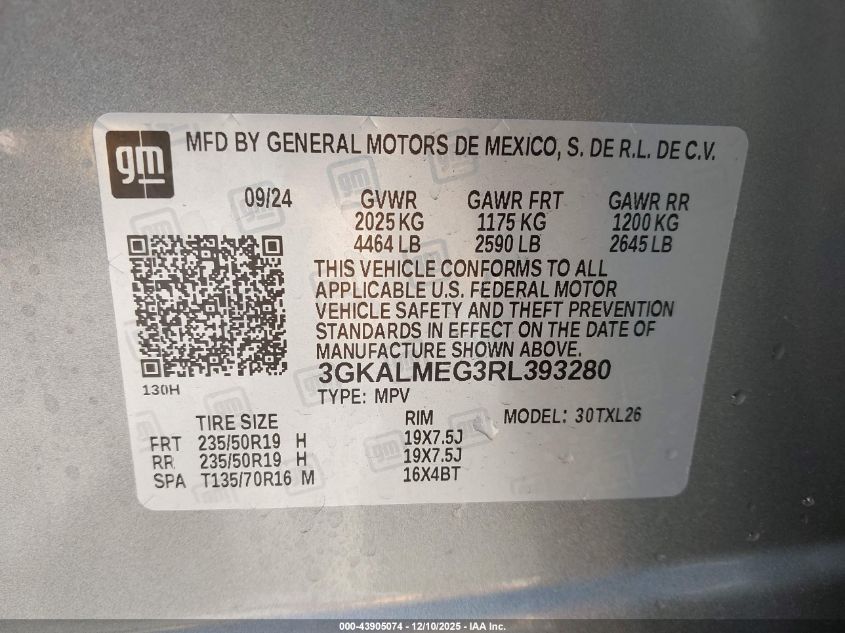 gm
MFD BY GENERAL MOTORS DE MEXICO, S. DE R.L. DE C.V.
09/24 GVWR GAWR FRT GAWR RR
2025 KG 1175 KG 1200 KG
4464 LB 2590 LB 2645 LB
THIS VEHICLE CONFORMS TO ALL
APPLICABLE U.S. FEDERAL MOTOR
VEHICLE SAFETY AND THEFT PREVENTION
STANDARDS IN EFFECT ON THE DATE OF
MANUFACTURE SHOWN ABOVE.
3GKALMEG3RL393280
130H
TYPE: MPV
TIRE SIZE RIM MODEL: 30TXL26
FRT 235/50R19 H 19X7.5J
RR 235/50R19 H 19X7.5J
SPA T135/70R16 M 16X4BT
000-43905074 — 12/10/2025 — IAA Inc.